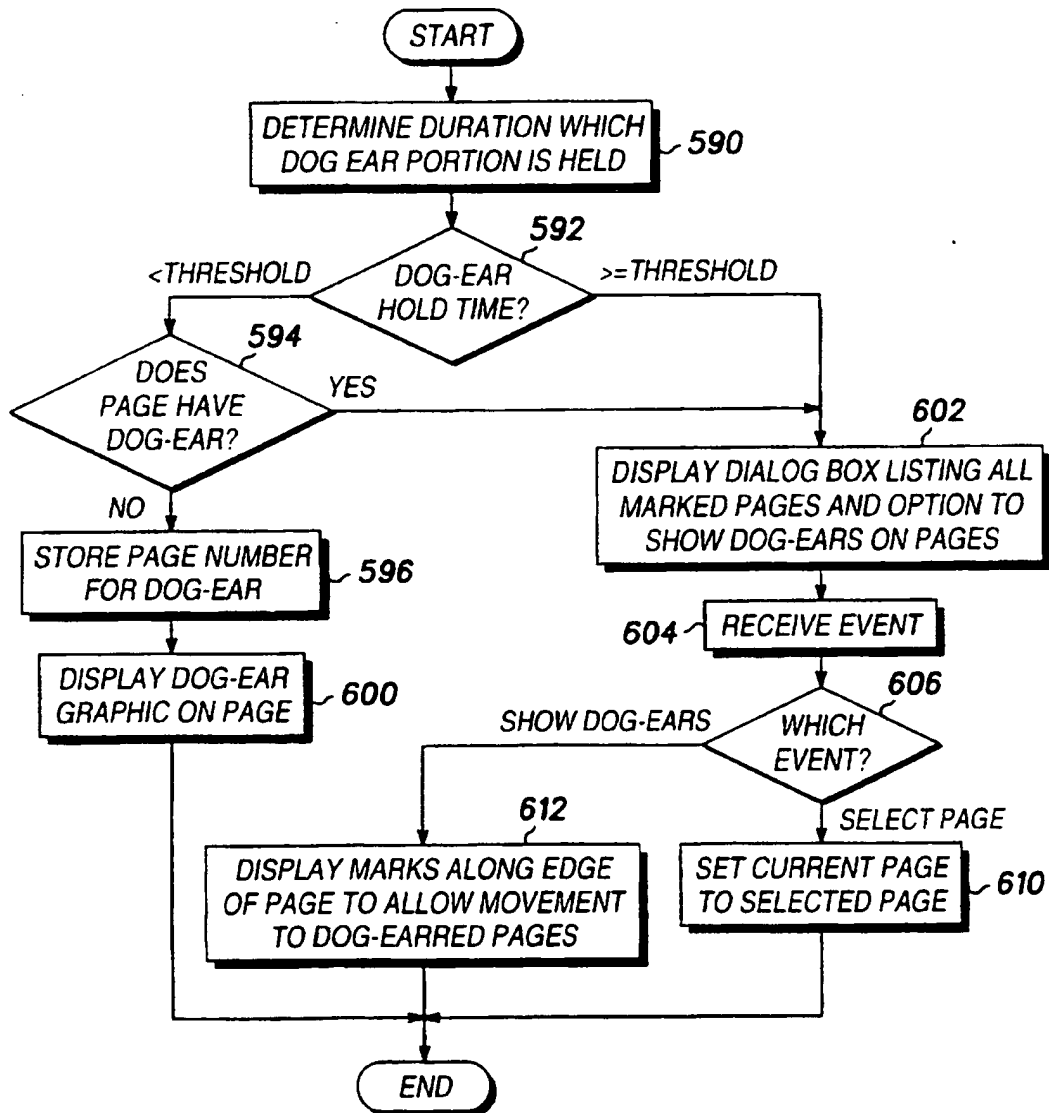 START
DETERMINE DURATION WHICH
DOG EAR PORTION IS HELD
590
592
<THRESHOLD
DOG-EAR
HOLD TIME?
>=THRESHOLD
594
DOES
PAGE HAVE
DOG-EAR?
YES
NO
602
DISPLAY DIALOG BOX LISTING ALL
MARKED PAGES AND OPTION TO
SHOW DOG-EARS ON PAGES
STORE PAGE NUMBER
FOR DOG-EAR
596
604
RECEIVE EVENT
DISPLAY DOG-EAR
GRAPHIC ON PAGE
600
606
SHOW DOG-EARS
WHICH
EVENT?
SELECT PAGE
612
DISPLAY MARKS ALONG EDGE
OF PAGE TO ALLOW MOVEMENT
TO DOG-EARRED PAGES
SET CURRENT PAGE
TO SELECTED PAGE
610
END